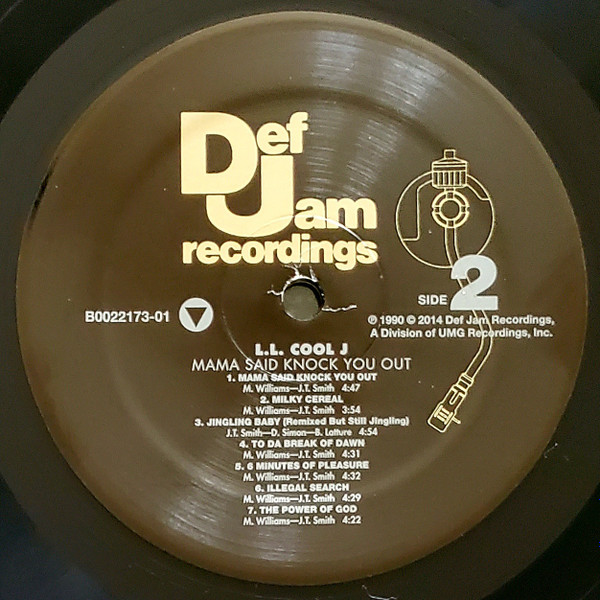 Def
Jam
recordings
SIDE 2
B0022173-01
℗ 1990 © 2014 Def Jam Recordings,
A Division of UMG Recordings, Inc.
L.L. COOL J
MAMA SAID KNOCK YOU OUT
1. MAMA SAID KNOCK YOU OUT
M. Williams—J.T. Smith 4:47
2. MILKY CEREAL
M. Williams—J.T. Smith 3:54
3. JINGLING BABY (Remixed But Still Jingling)
J.T. Smith—D. Simon—B. Latture 4:54
4. TO DA BREAK OF DAWN
M. Williams—J.T. Smith 4:31
5. 6 MINUTES OF PLEASURE
M. Williams—J.T. Smith 4:32
6. ILLEGAL SEARCH
M. Williams—J.T. Smith 4:29
7. THE POWER OF GOD
M. Williams—J.T. Smith 4:22